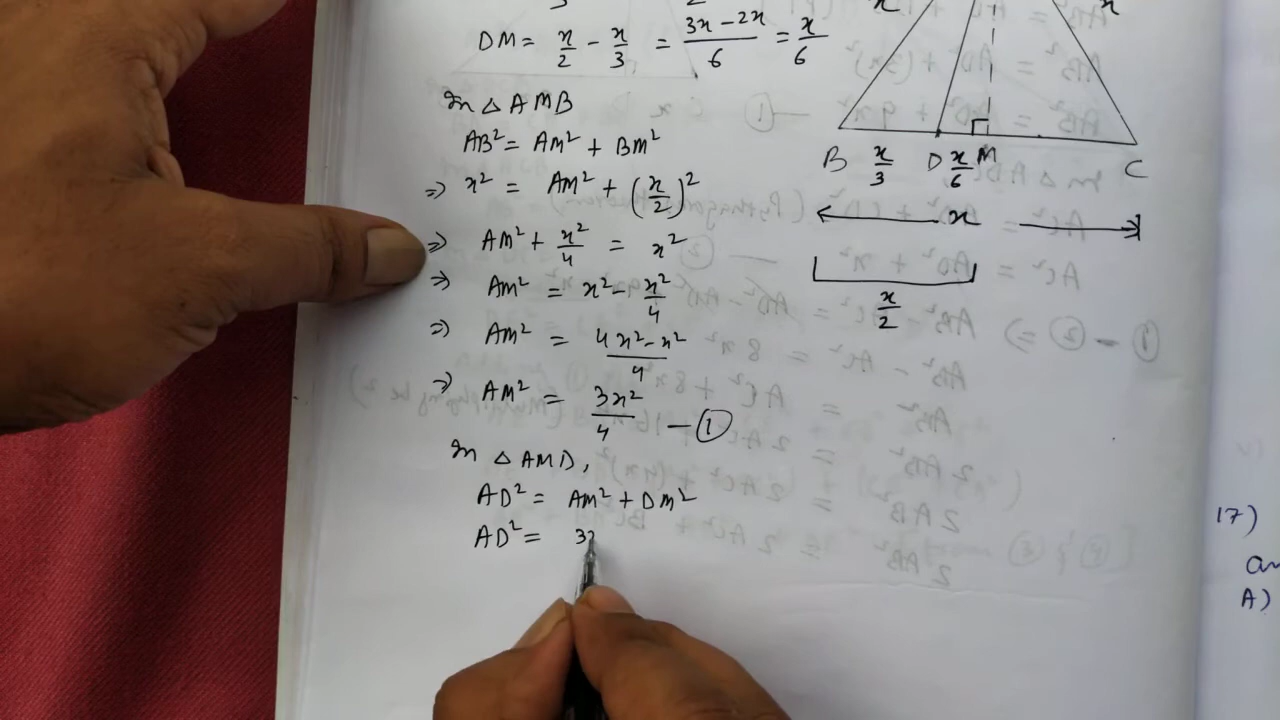 DM = x/2 - x/3 = (3x - 2x)/6 = x/6
In △ AMB
AB² = AM² + BM²
⇒ x² = AM² + (x/2)²
⇒ AM² + x²/4 = x²
⇒ AM² = x² - x²/4
⇒ AM² = (4x² - x²)/4
⇒ AM² = 3x²/4 — ①
In △ AMD,
AD² = AM² + DM²
AD² = 3
x x
B x/3 D x/6 M C
x
x/2
17)
A)